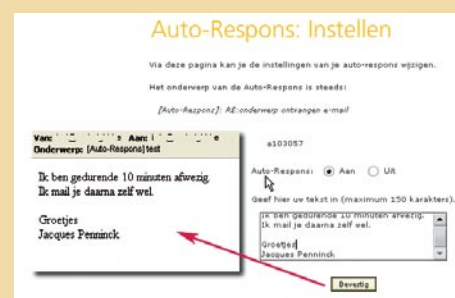 Auto-Respons: Instellen
Via deze pagina kan je de instellingen van je auto-respons wijzigen.
Het onderwerp van de Auto-Respons is steeds:
[Auto-Respons]: RE:onderwerp ontvangen e-mail
Van: Aan:
Onderwerp: [Auto-Respons] test
Ik ben gedurende 10 minuten afwezig.
Ik mail je daarna zelf wel.
Groetjes
Jacques Penninck
a103057
Auto-Respons: Aan Uit
Geef hier uw tekst in (maximum 150 karakters).
Ik ben gedurende 10 minuten afwezig.
Ik mail je daarna zelf wel.
Groetjes
Jacques Penninck
Bevestig